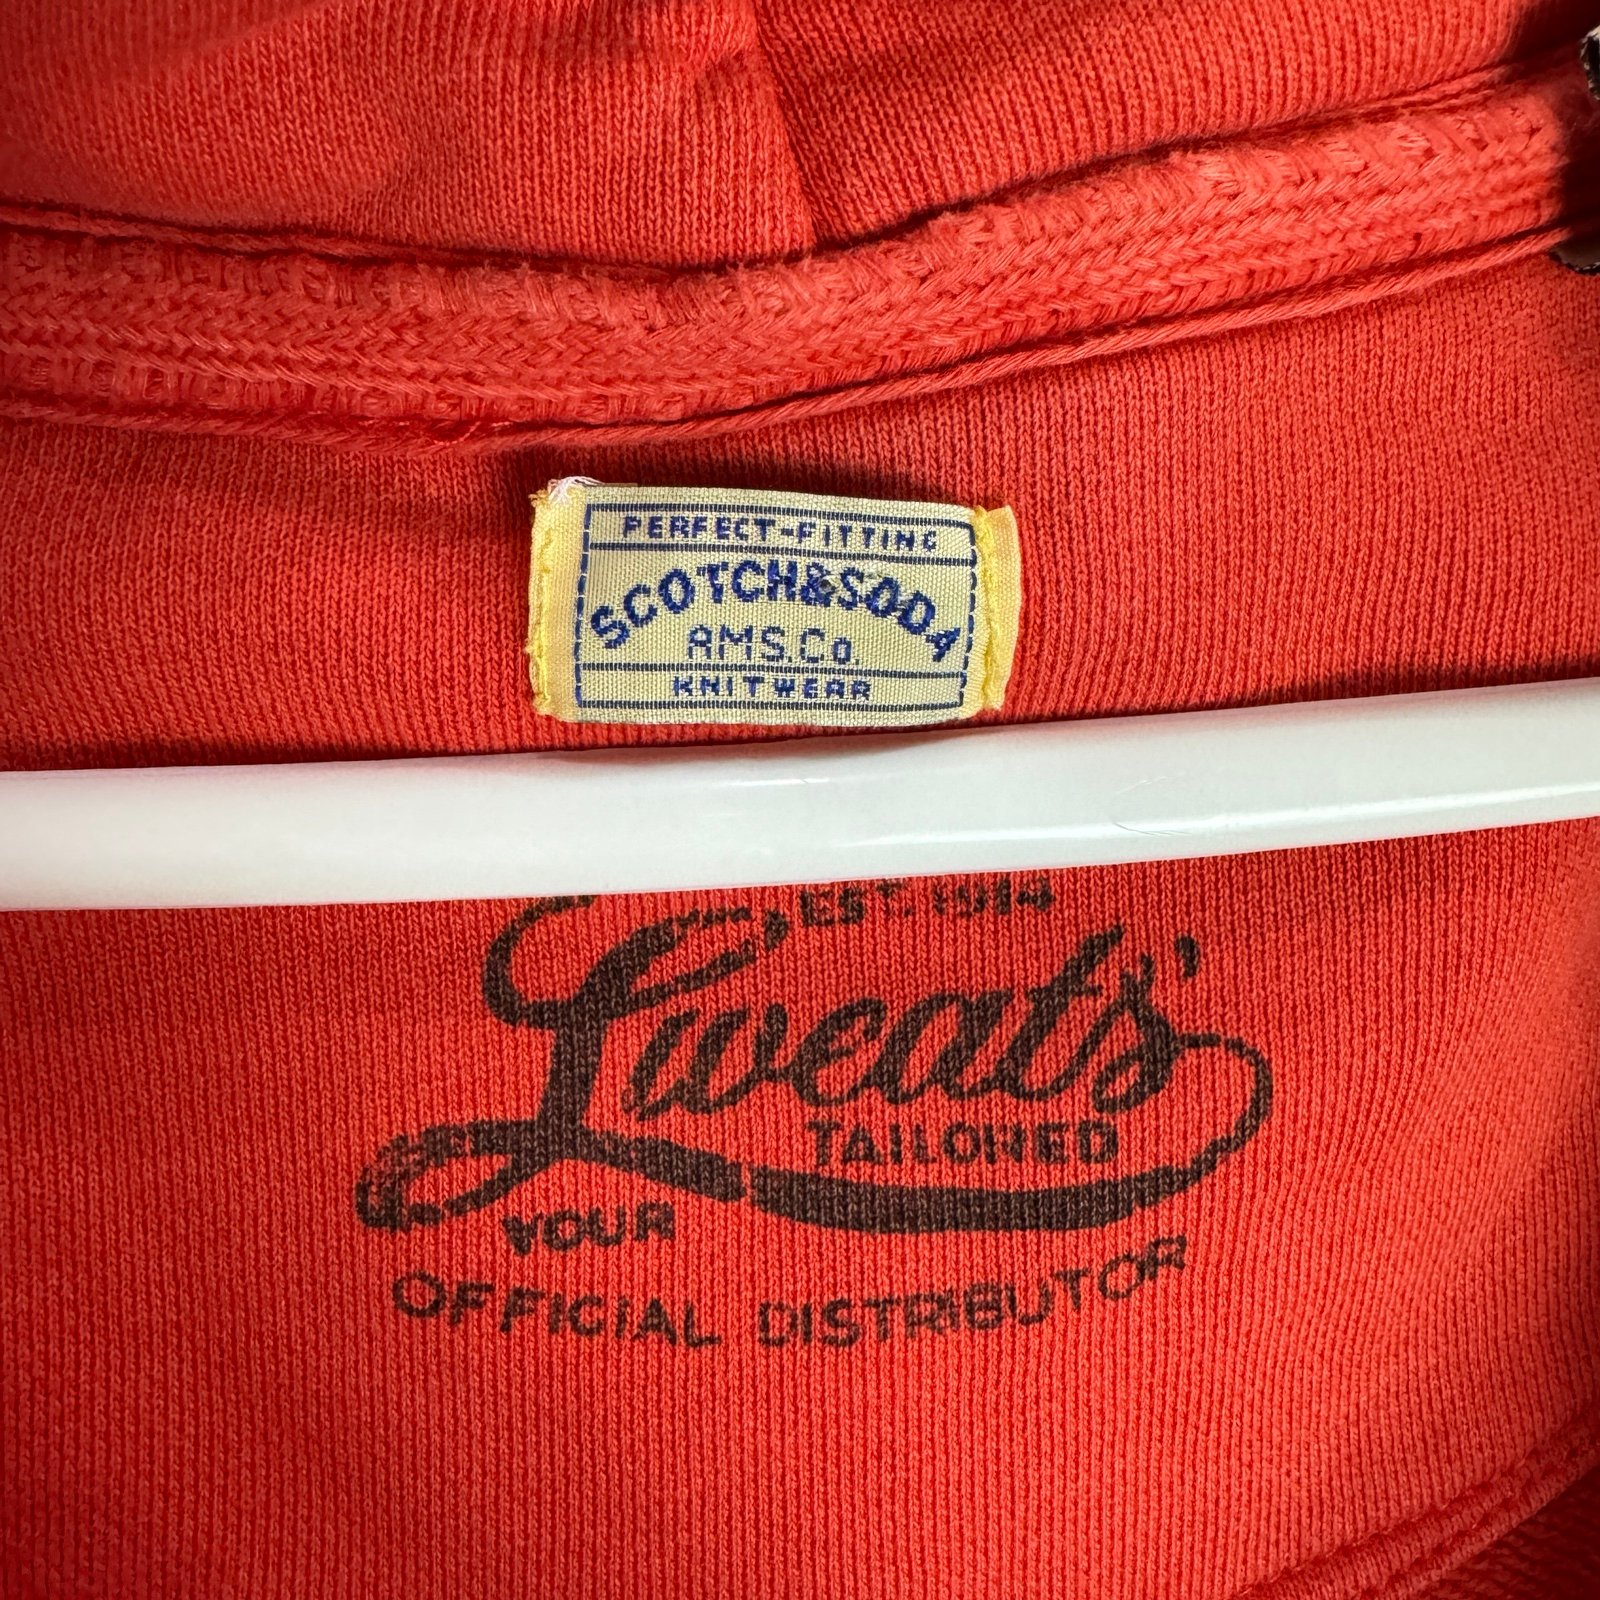 PERFECT-FITTING
SCOTCH&SODA
AMS.Co.
KNITWEAR
EST. 1914
Sweats'
TAILORED
YOUR
OFFICIAL DISTRIBUTOR